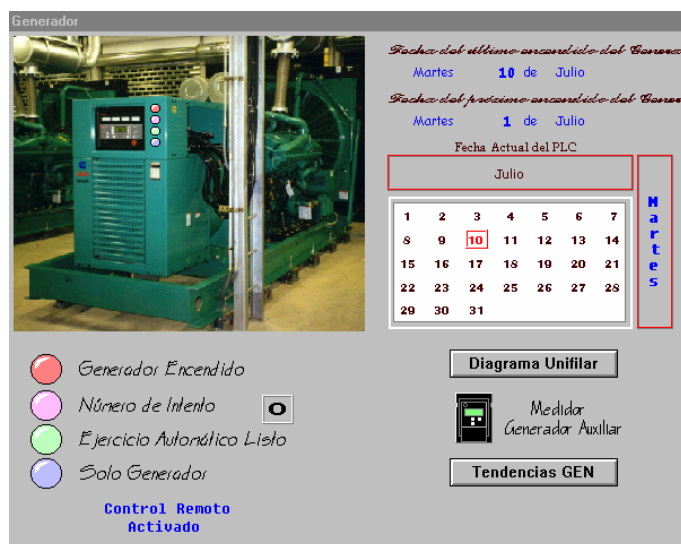 Generador
Fecha del último encendido del Genera
Martes 10 de Julio
Fecha del próximo encendido del Gener
Martes 1 de Julio
Fecha Actual del PLC
Julio
Martes
1 2 3 4 5 6 7
8 9 10 11 12 13 14
15 16 17 18 19 20 21
22 23 24 25 26 27 28
29 30 31
Generador Encendido
Número de Intento 0
Ejercicio Automático Listo
Solo Generador
Control Remoto
Activado
Diagrama Unifilar
Medidor
Generador Auxiliar
Tendencias GEN